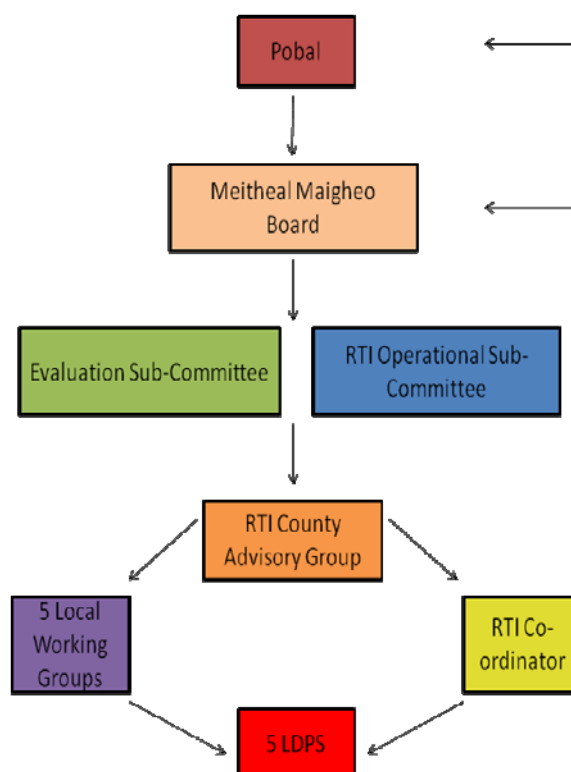 Pobal
Meitheal Maigheo
Board
Evaluation Sub-Committee
RTI Operational Sub-
Committee
RTI County
Advisory Group
5 Local
Working
Groups
RTI Co-
ordinator
5 LDPS